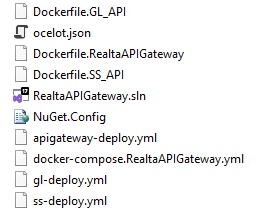 Dockerfile.GL_API
ocelot.json
Dockerfile.RealtaAPIGateway
Dockerfile.SS_API
RealtaAPIGateway.sln
NuGet.Config
apigateway-deploy.yml
docker-compose.RealtaAPIGateway.yml
gl-deploy.yml
ss-deploy.yml